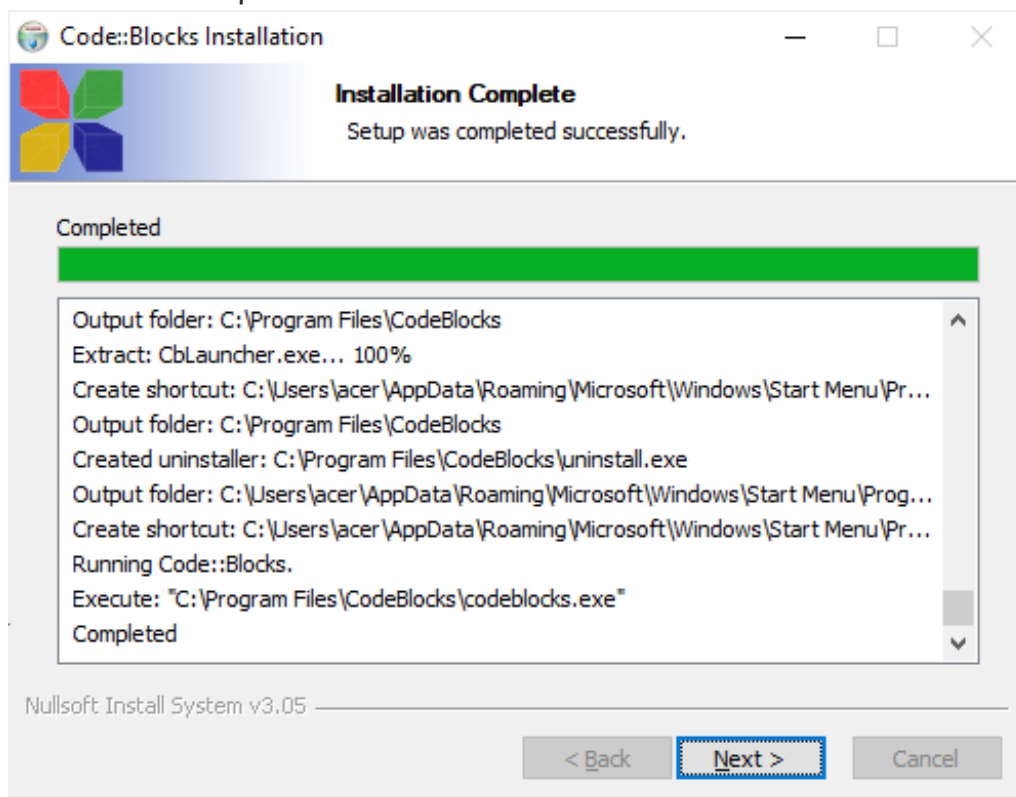 Code::Blocks Installation
Installation Complete
Setup was completed successfully.
Completed
Output folder: C:\Program Files\CodeBlocks
Extract: CbLauncher.exe... 100%
Create shortcut: C:\Users\acer\AppData\Roaming\Microsoft\Windows\Start Menu\Pr...
Output folder: C:\Program Files\CodeBlocks
Created uninstaller: C:\Program Files\CodeBlocks\uninstall.exe
Output folder: C:\Users\acer\AppData\Roaming\Microsoft\Windows\Start Menu\Prog...
Create shortcut: C:\Users\acer\AppData\Roaming\Microsoft\Windows\Start Menu\Pr...
Running Code::Blocks.
Execute: "C:\Program Files\CodeBlocks\codeblocks.exe"
Completed
Nullsoft Install System v3.05
< Back Next > Cancel